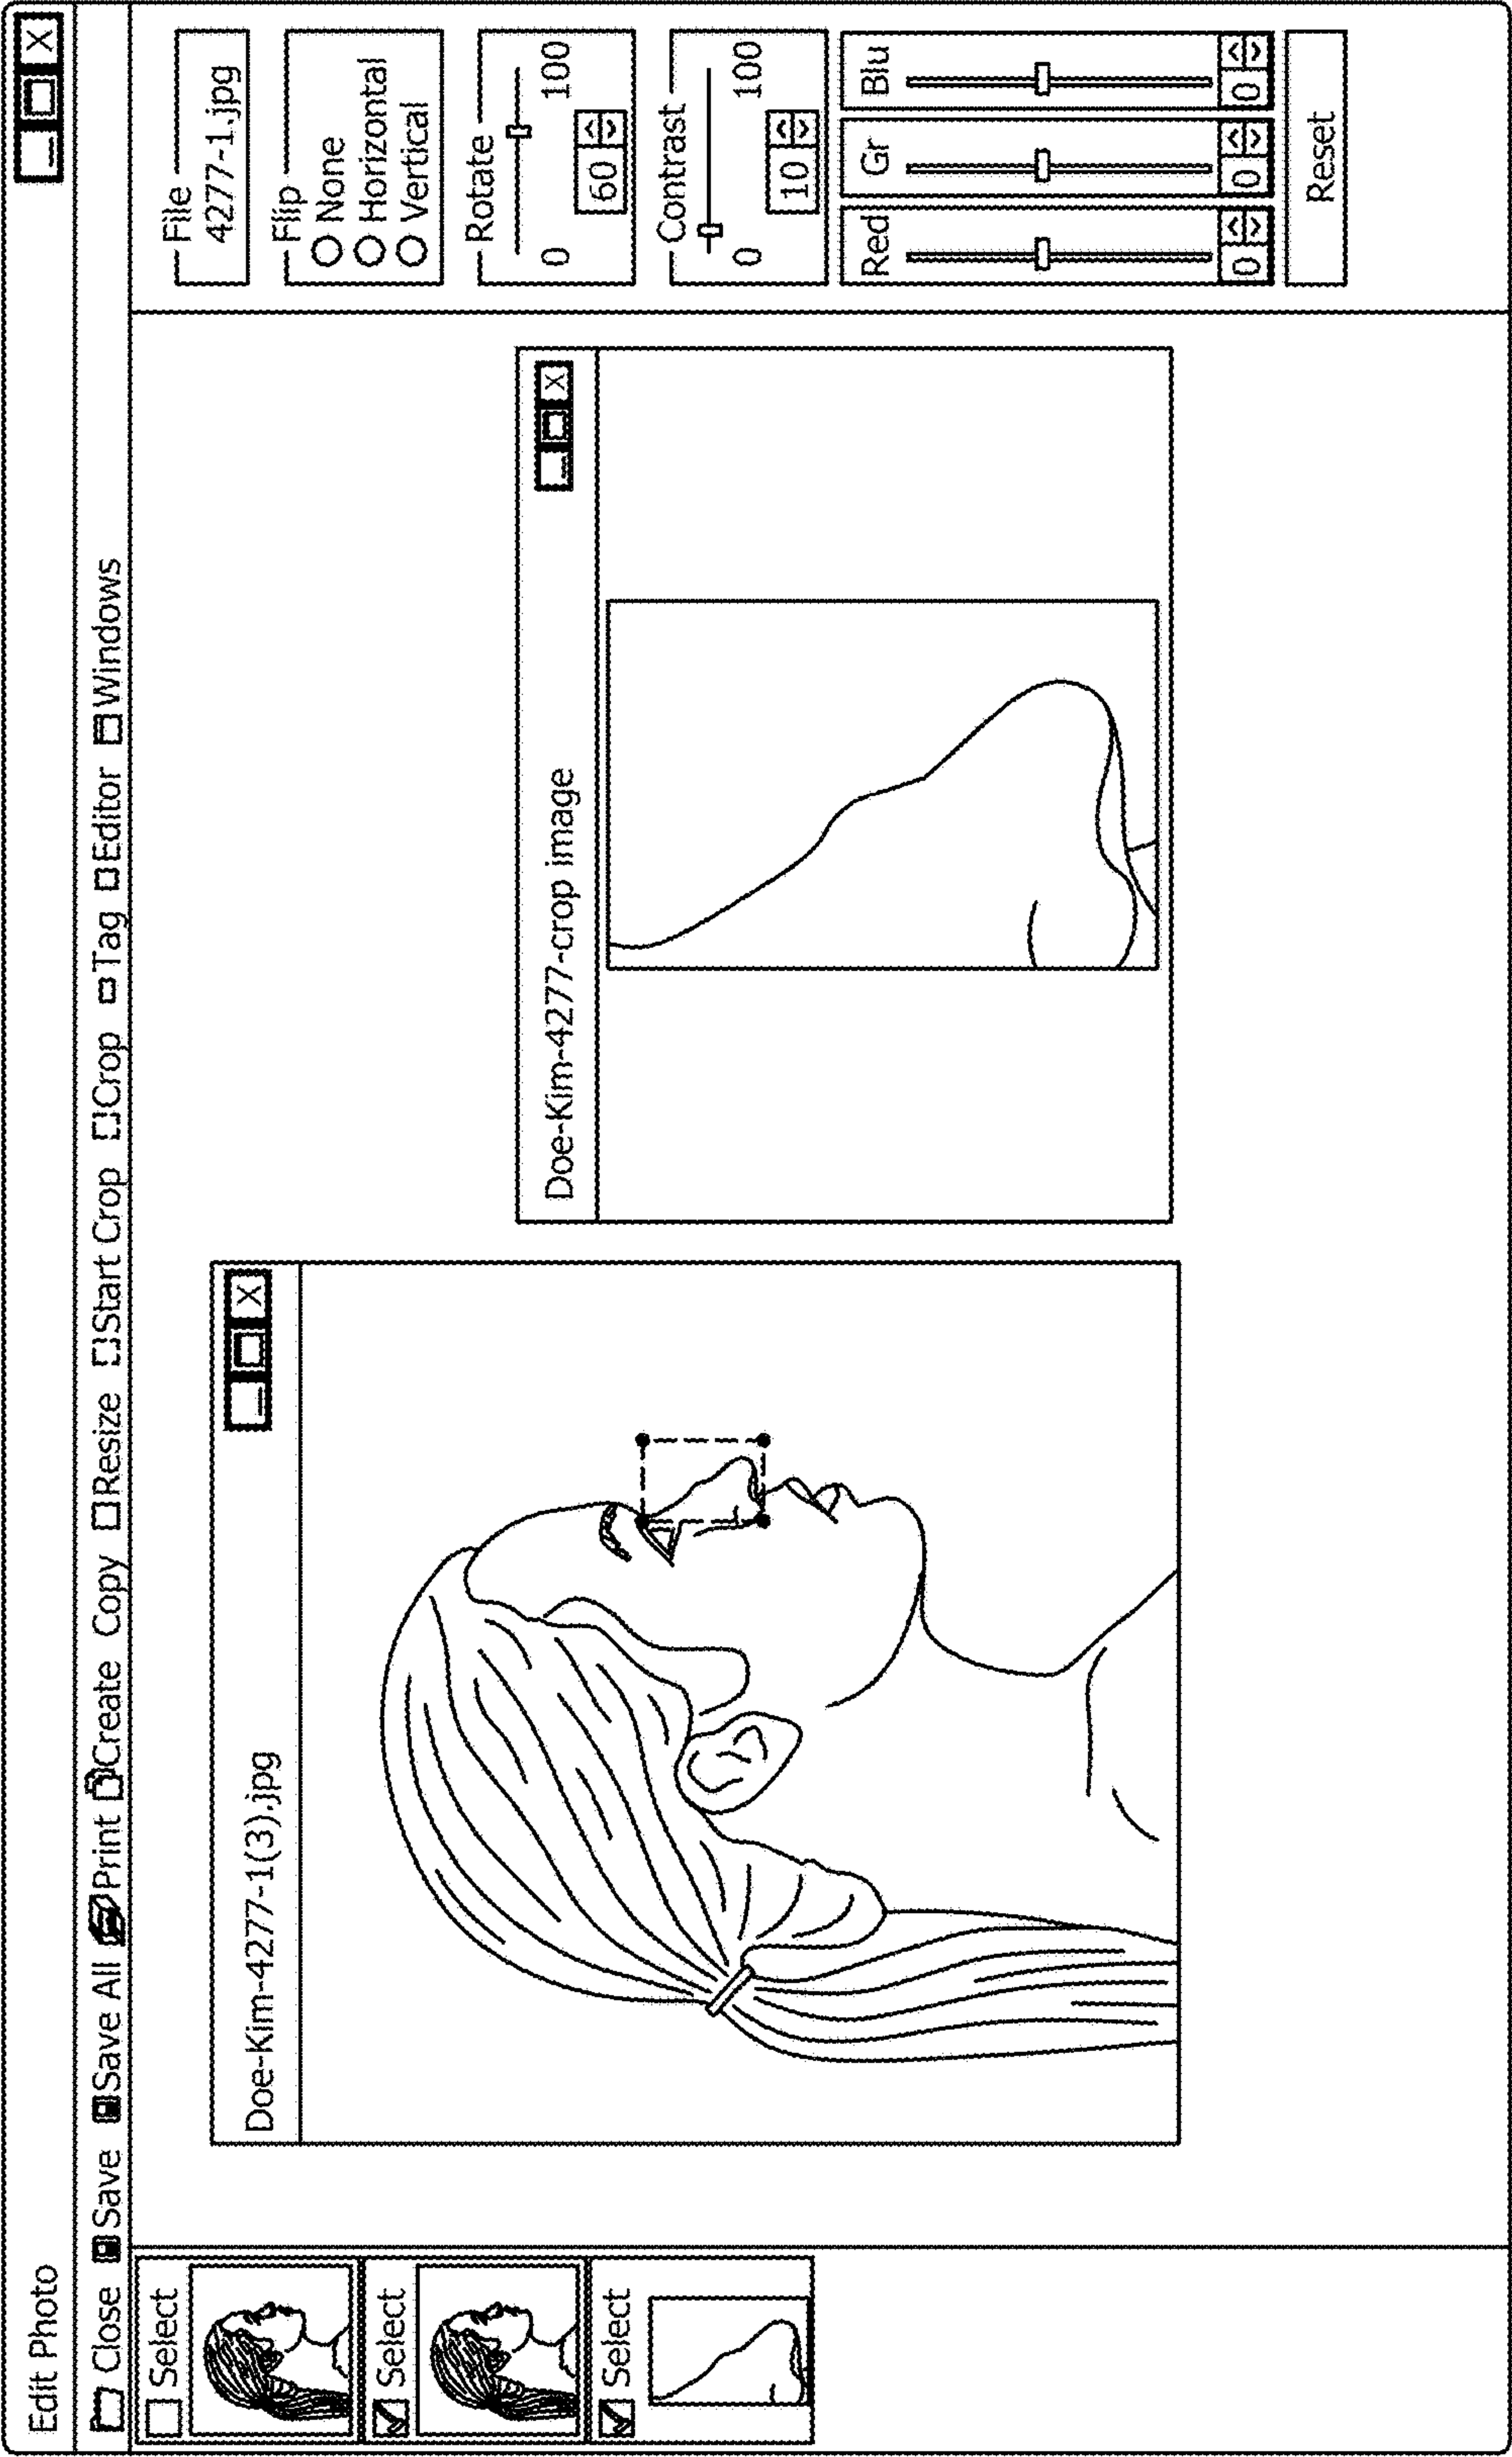 Edit Photo
X
Close Save Save All Print Create Copy Resize Start Crop Crop Tag Editor Windows
Select
Select
Select
Doe-Kim-4277-1(3).jpg
X
Doe-Kim-4277-crop image
X
File
4277-1.jpg
Flip
None
Horizontal
Vertical
Rotate
0 100
60
Contrast
0 100
10
Red Gr Blu
0 0 0
Reset